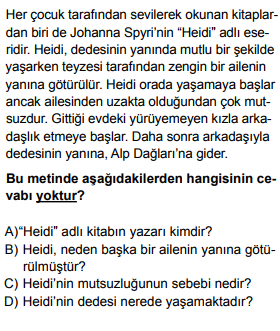 Her çocuk tarafından sevilerek okunan kitaplar-
dan biri de Johanna Spyri’nin “Heidi” adlı ese-
ridir. Heidi, dedesinin yanında mutlu bir şekilde
yaşarken teyzesi tarafından zengin bir ailenin
yanına götürülür. Heidi orada yaşamaya başlar
ancak ailesinden uzakta olduğundan çok mut-
suzdur. Gittiği evdeki yürüyemeyen kızla arka-
daşlık etmeye başlar. Daha sonra arkadaşıyla
dedesinin yanına, Alp Dağları’na gider.
Bu metinde aşağıdakilerden hangisinin ce-
vabı yoktur?
A)“Heidi” adlı kitabın yazarı kimdir?
B) Heidi, neden başka bir ailenin yanına götü-
rülmüştür?
C) Heidi’nin mutsuzluğunun sebebi nedir?
D) Heidi’nin dedesi nerede yaşamaktadır?